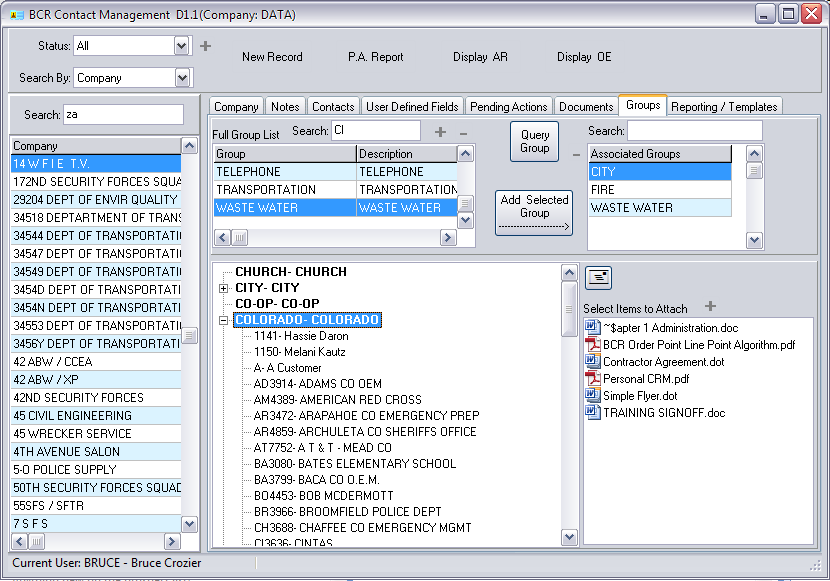 BCR Contact Management D1.1(Company: DATA)
Status: All
New Record P.A. Report Display AR Display OE
Search By: Company
Search: za
Company
14 W F I E T.V.
172ND SECURITY FORCES SQUA
29204 DEPT OF ENVIR QUALITY
34518 DEPTARTMENT OF TRANS
34544 DEPT OF TRANSPORTATI
34547 DEPT OF TRANSPORTATI
34549 DEPT OF TRANSPORTATI
3454D DEPT OF TRANSPORTATI
3454N DEPT OF TRANSPORTATI
34553 DEPT OF TRANSPORTATI
3456Y DEPT OF TRANSPORTATI
42 ABW / CCEA
42 ABW / XP
42ND SECURITY FORCES
45 CIVIL ENGINEERING
45 WRECKER SERVICE
4TH AVENUE SALON
5-0 POLICE SUPPLY
50TH SECURITY FORCES SQUAD
55SFS / SFTR
7 S F S
Company Notes Contacts User Defined Fields Pending Actions Documents Groups Reporting / Templates
Full Group List Search: CI
Group Description
TELEPHONE TELEPHONE
TRANSPORTATION TRANSPORTATION
WASTE WATER WASTE WATER
Query
Group
Add Selected
Group
Search:
Associated Groups
CITY
FIRE
WASTE WATER
CHURCH- CHURCH
CITY- CITY
CO-OP- CO-OP
COLORADO- COLORADO
1141- Hassie Daron
1150- Melani Kautz
A- A Customer
AD3914- ADAMS CO OEM
AM4389- AMERICAN RED CROSS
AR3472- ARAPAHOE CO EMERGENCY PREP
AR4859- ARCHULETA CO SHERIFFS OFFICE
AT7752- A T & T - MEAD CO
BA3080- BATES ELEMENTARY SCHOOL
BA3799- BACA CO O.E.M.
BO4453- BOB MCDERMOTT
BR3966- BROOMFIELD POLICE DEPT
CH3688- CHAFFEE CO EMERGENCY MGMT
CI3636- CINTAS
Select Items to Attach
~$apter 1 Administration.doc
BCR Order Point Line Point Algorithm.pdf
Contractor Agreement.dot
Personal CRM.pdf
Simple Flyer.dot
TRAINING SIGNOFF.doc
Current User: BRUCE - Bruce Crozier